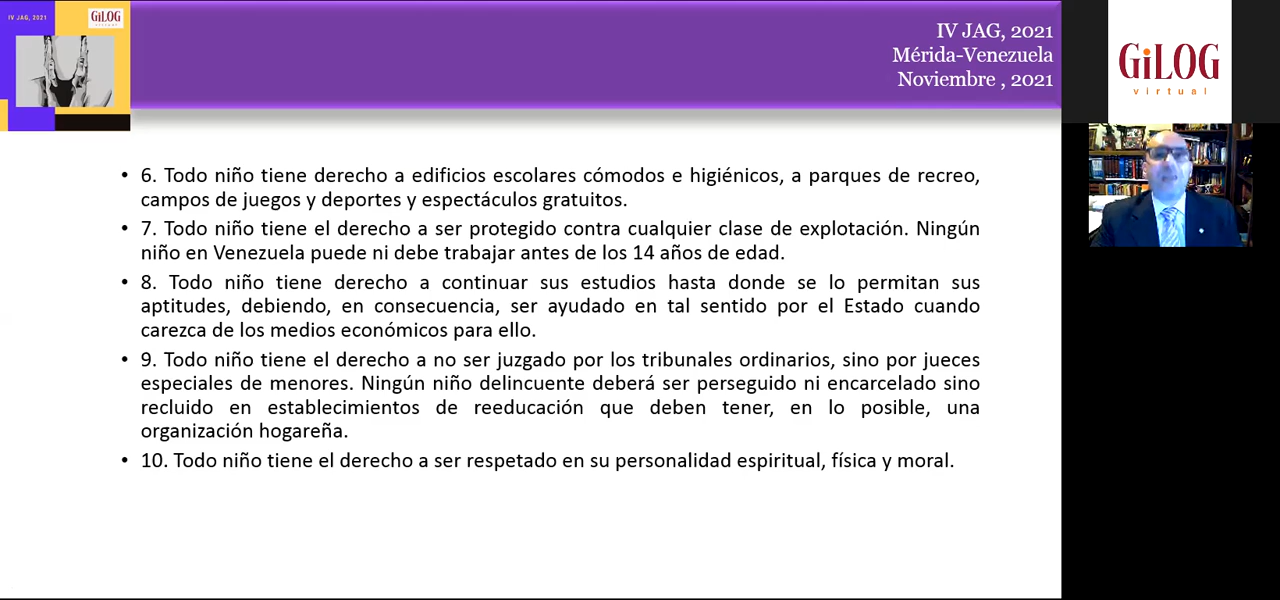 IV JAG, 2021
GiLOG
virtual
IV JAG, 2021
Mérida-Venezuela
Noviembre , 2021
GiLOG
virtual
• 6. Todo niño tiene derecho a edificios escolares cómodos e higiénicos, a parques de recreo,
campos de juegos y deportes y espectáculos gratuitos.
• 7. Todo niño tiene el derecho a ser protegido contra cualquier clase de explotación. Ningún
niño en Venezuela puede ni debe trabajar antes de los 14 años de edad.
• 8. Todo niño tiene derecho a continuar sus estudios hasta donde se lo permitan sus
aptitudes, debiendo, en consecuencia, ser ayudado en tal sentido por el Estado cuando
carezca de los medios económicos para ello.
• 9. Todo niño tiene el derecho a no ser juzgado por los tribunales ordinarios, sino por jueces
especiales de menores. Ningún niño delincuente deberá ser perseguido ni encarcelado sino
recluido en establecimientos de reeducación que deben tener, en lo posible, una
organización hogareña.
• 10. Todo niño tiene el derecho a ser respetado en su personalidad espiritual, física y moral.